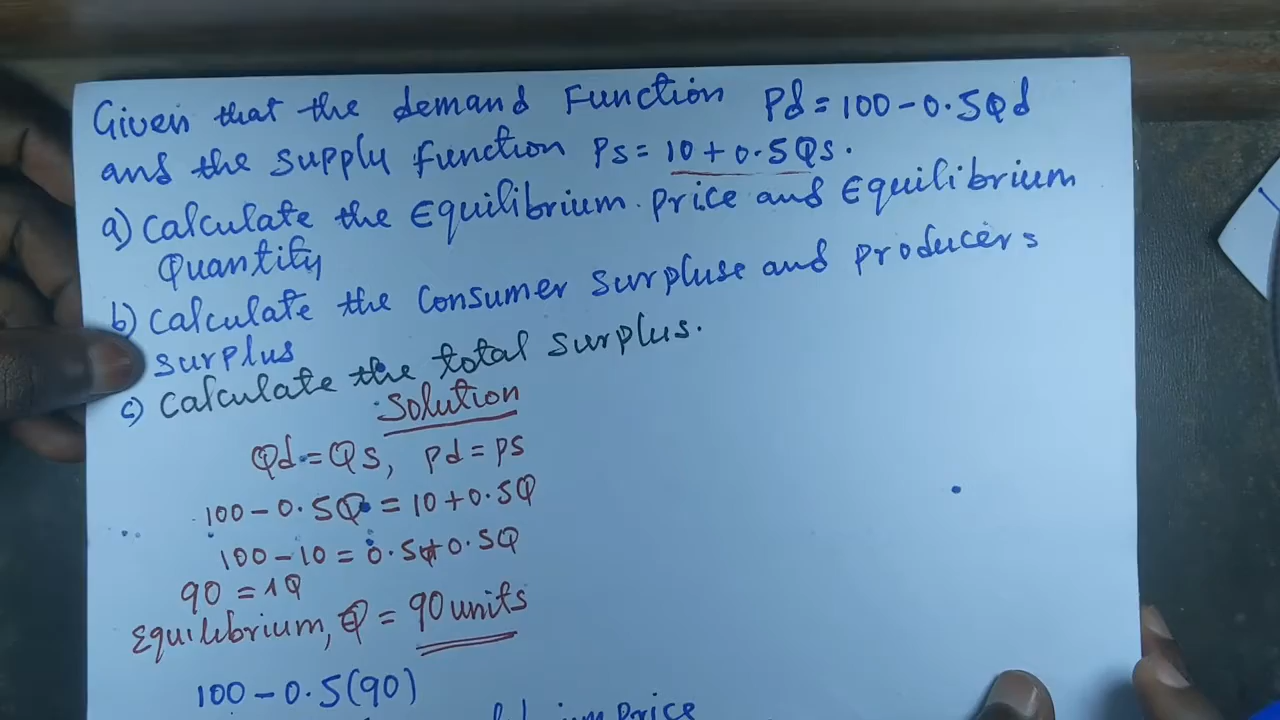 Given that the demand Function Pd = 100 - 0.5Qd
and the supply function Ps = 10 + 0.5Qs.
a) Calculate the Equilibrium. price and Equilibrium
Quantity
b) Calculate the Consumer surpluse and producers
surplus
c) Calculate the total surplus.
Solution
Qd = Qs, Pd = Ps
100 - 0.5Q = 10 + 0.5Q
100 - 10 = 0.5Q + 0.5Q
90 = 1Q
Equilibrium, Q = 90 units
100 - 0.5(90)
price